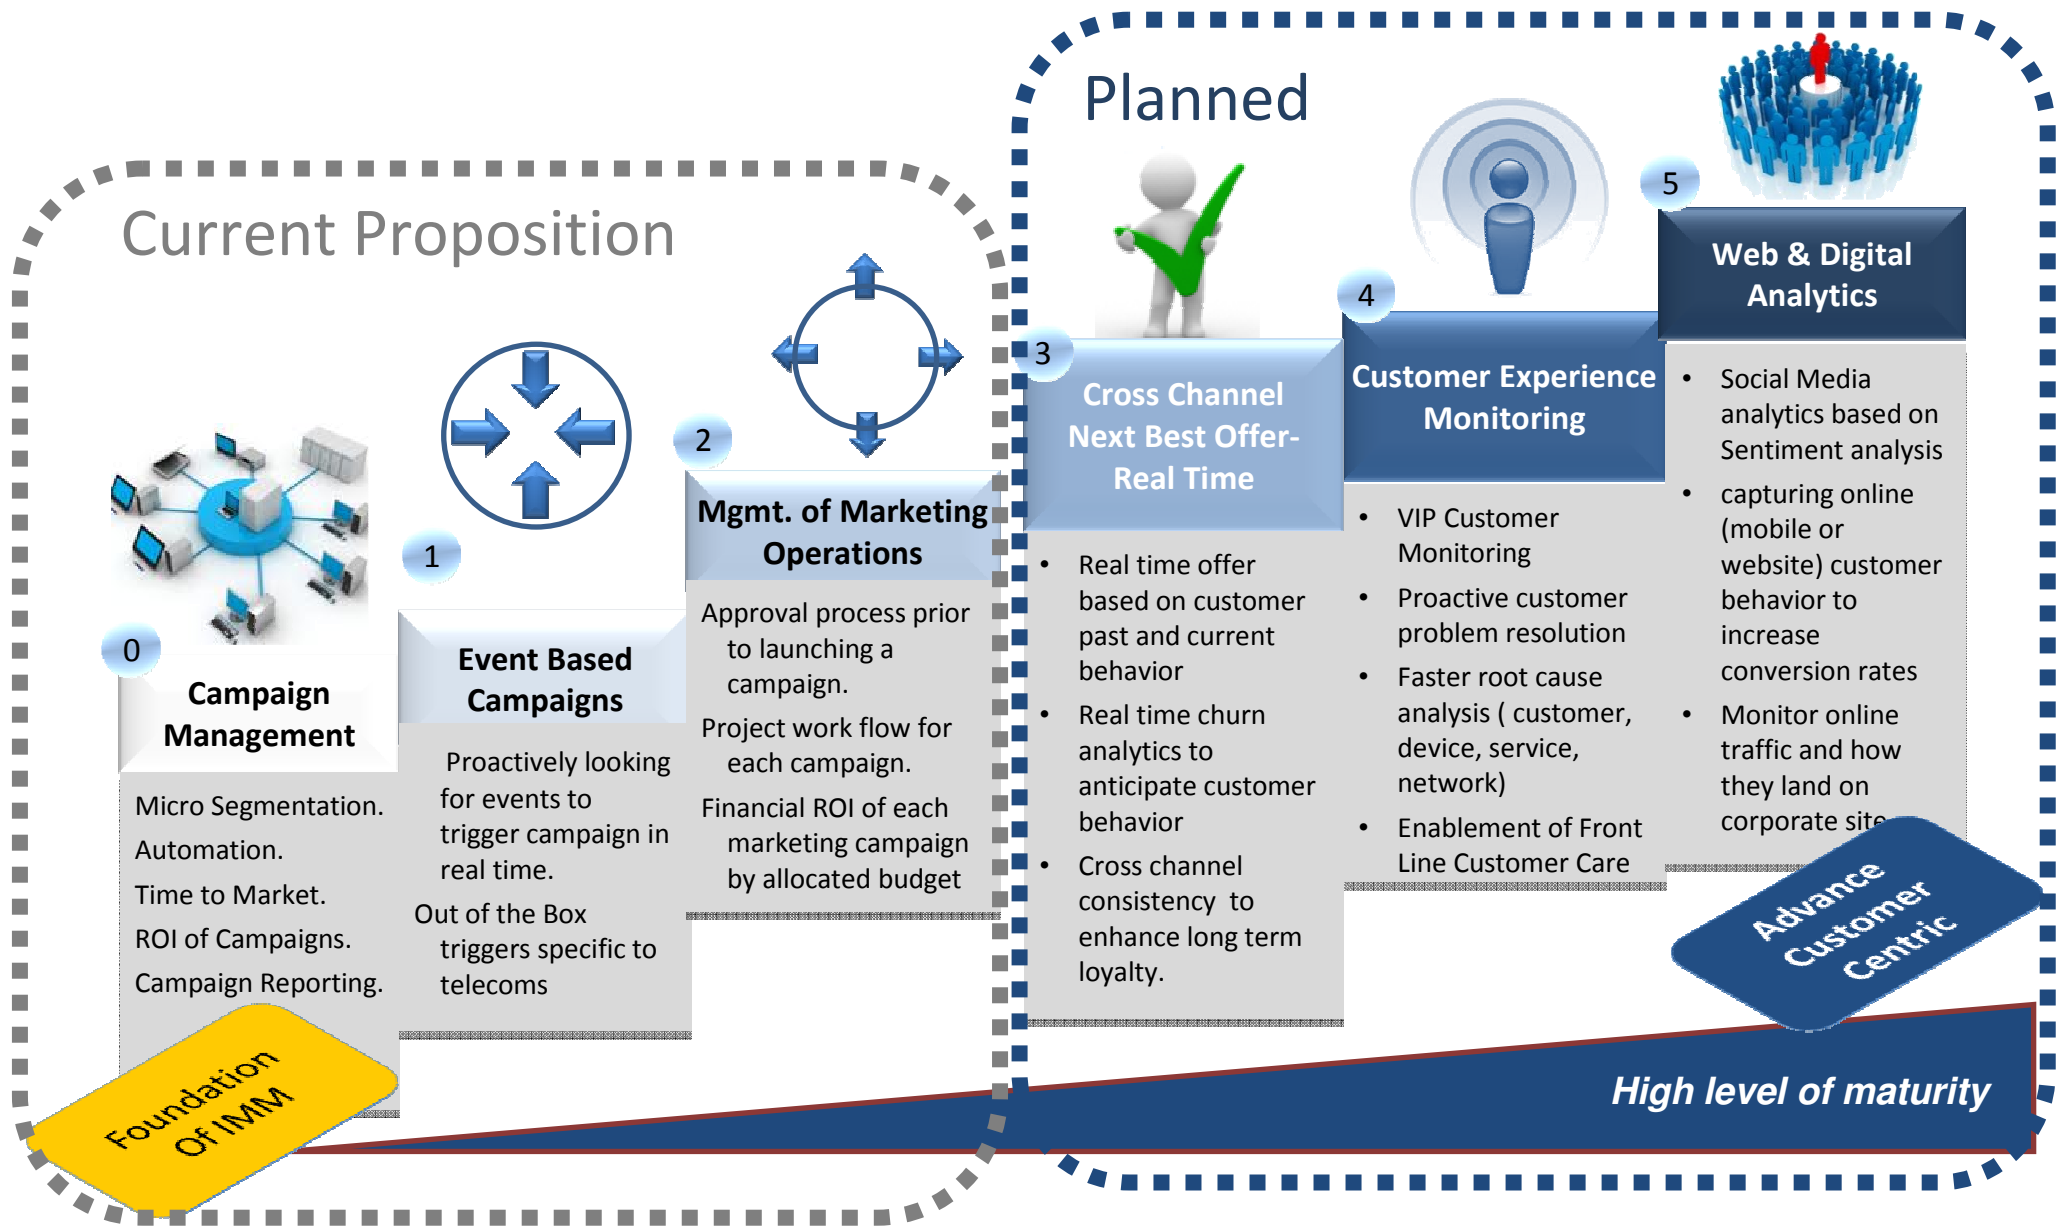 Current Proposition
0
Campaign
Management
Micro Segmentation.
Automation.
Time to Market.
ROI of Campaigns.
Campaign Reporting.
Foundation
Of IMM
1
Event Based
Campaigns
Proactively looking
for events to
trigger campaign in
real time.
Out of the Box
triggers specific to
telecoms
2
Mgmt. of Marketing
Operations
Approval process prior
to launching a
campaign.
Project work flow for
each campaign.
Financial ROI of each
marketing campaign
by allocated budget
Planned
3
Cross Channel
Next Best Offer-
Real Time
• Real time offer
based on customer
past and current
behavior
• Real time churn
analytics to
anticipate customer
behavior
• Cross channel
consistency to
enhance long term
loyalty.
4
Customer Experience
Monitoring
• VIP Customer
Monitoring
• Proactive customer
problem resolution
• Faster root cause
analysis ( customer,
device, service,
network)
• Enablement of Front
Line Customer Care
5
Web & Digital
Analytics
• Social Media
analytics based on
Sentiment analysis
• capturing online
(mobile or
website) customer
behavior to
increase
conversion rates
• Monitor online
traffic and how
they land on
corporate site
Advance
Customer
Centric
High level of maturity